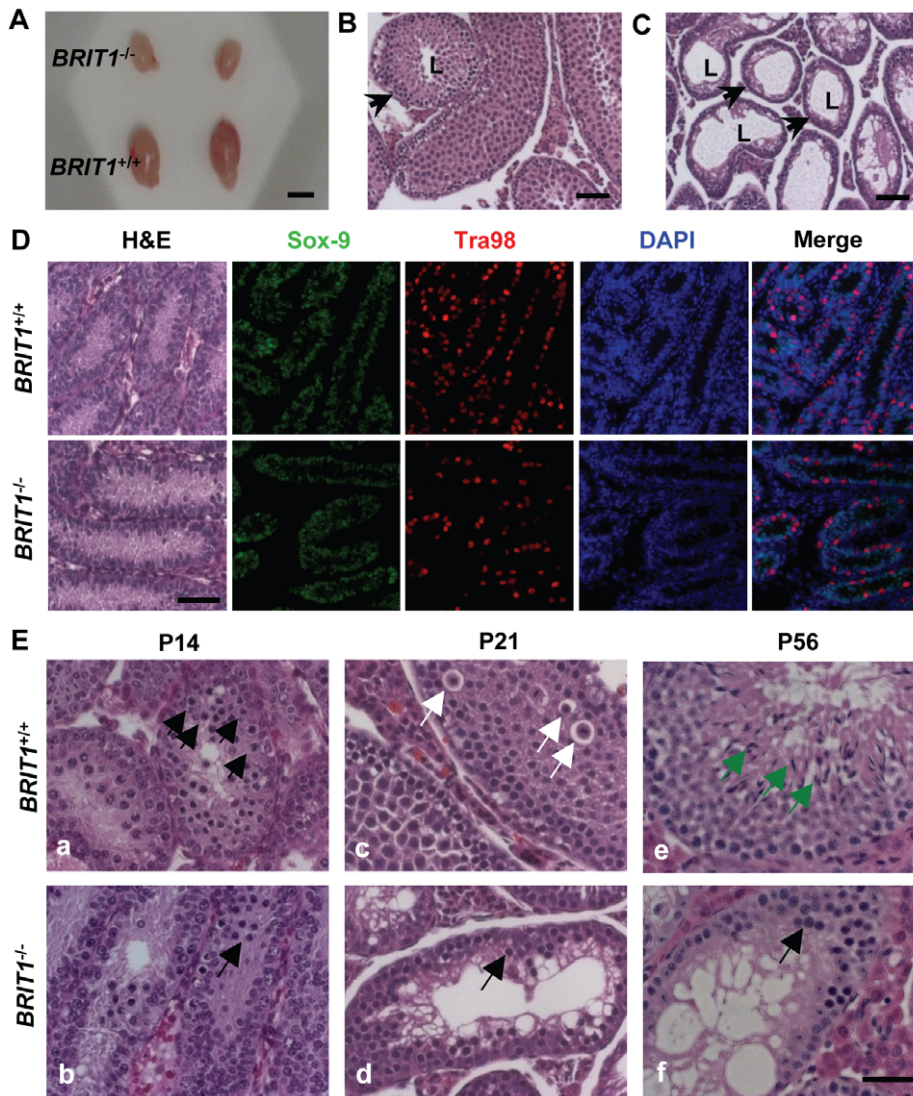 A
BRIT1-/-
BRIT1+/+
B
L
C
L
L
L
D
H&E
Sox-9
Tra98
DAPI
Merge
BRIT1+/+
BRIT1-/-
E
P14
P21
P56
BRIT1+/+
a
c
e
BRIT1-/-
b
d
f